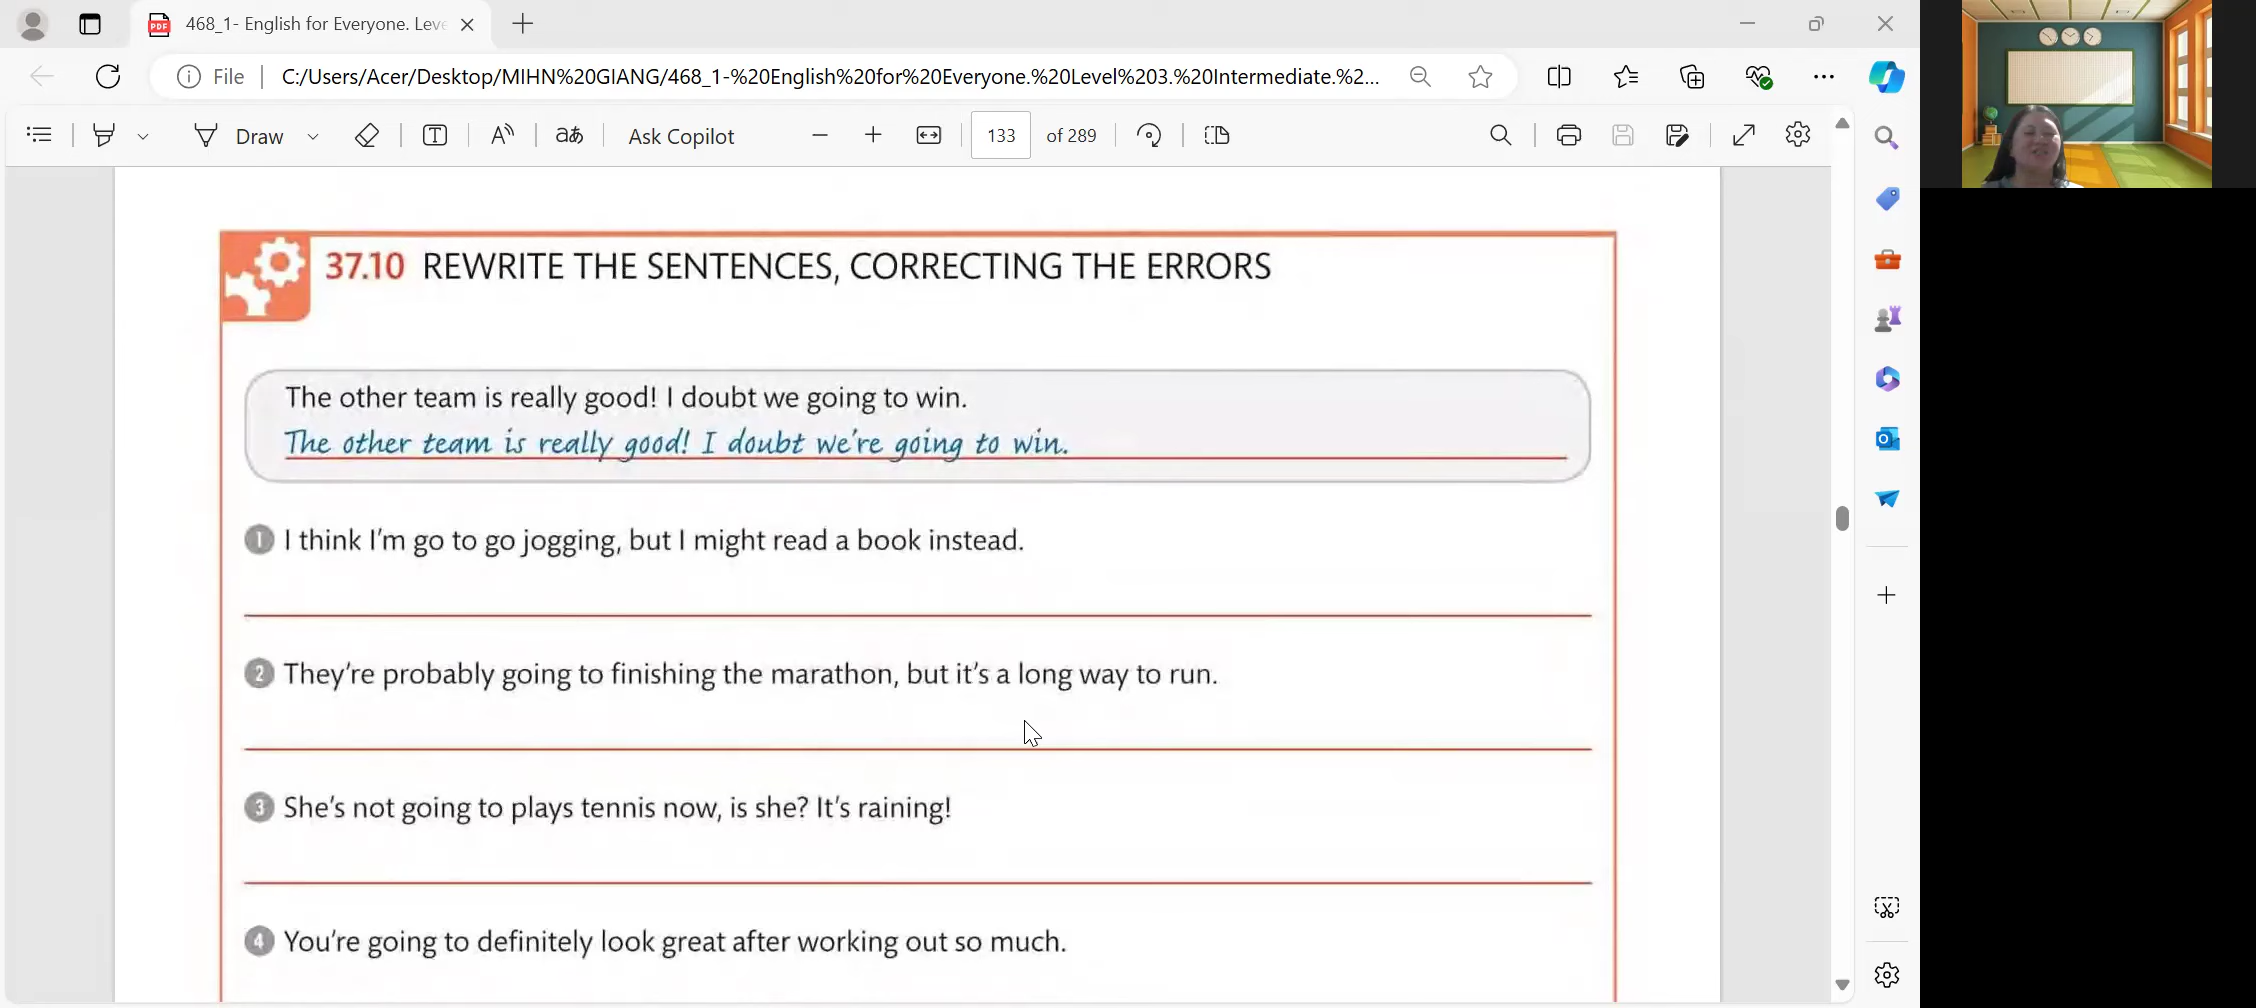 468_1- English for Everyone. Leve
File
C:/Users/Acer/Desktop/MIHN%20GIANG/468_1-%20English%20for%20Everyone.%20Level%203.%20Intermediate.%2...
Draw
Ask Copilot
133
of 289
37.10 REWRITE THE SENTENCES, CORRECTING THE ERRORS
The other team is really good! I doubt we going to win.
The other team is really good! I doubt we're going to win.
1 I think I'm go to go jogging, but I might read a book instead.
2 They're probably going to finishing the marathon, but it's a long way to run.
3 She's not going to plays tennis now, is she? It's raining!
4 You're going to definitely look great after working out so much.